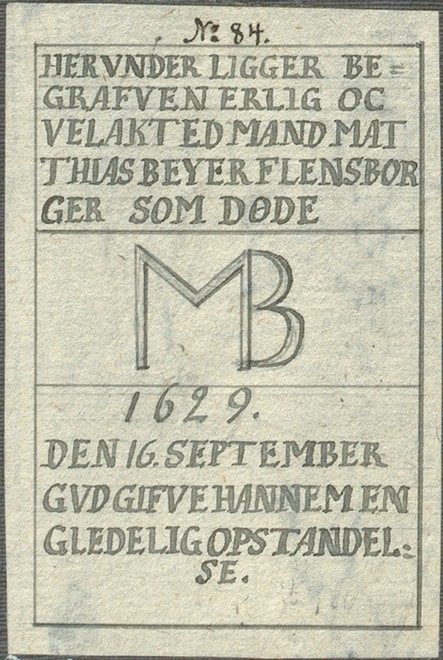 No: 84.
HERVNDER LIGGER BE=
GRAFVEN ERLIG OC
VELAKTED MAND MAT
THIAS BEYER FLENSBOR
GER SOM DØDE
MB
1629.
DEN 16. SEPTEMBER
GVD GIFVE HANNEM EN
GLEDELIG OPSTANDEL=
SE.